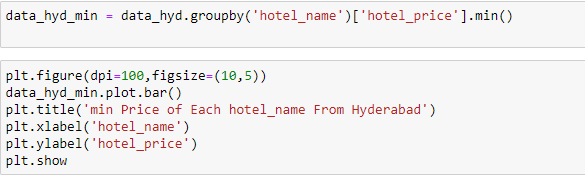 data_hyd_min = data_hyd.groupby('hotel_name')['hotel_price'].min()
plt.figure(dpi=100,figsize=(10,5))
data_hyd_min.plot.bar()
plt.title('min Price of Each hotel_name From Hyderabad')
plt.xlabel('hotel_name')
plt.ylabel('hotel_price')
plt.show